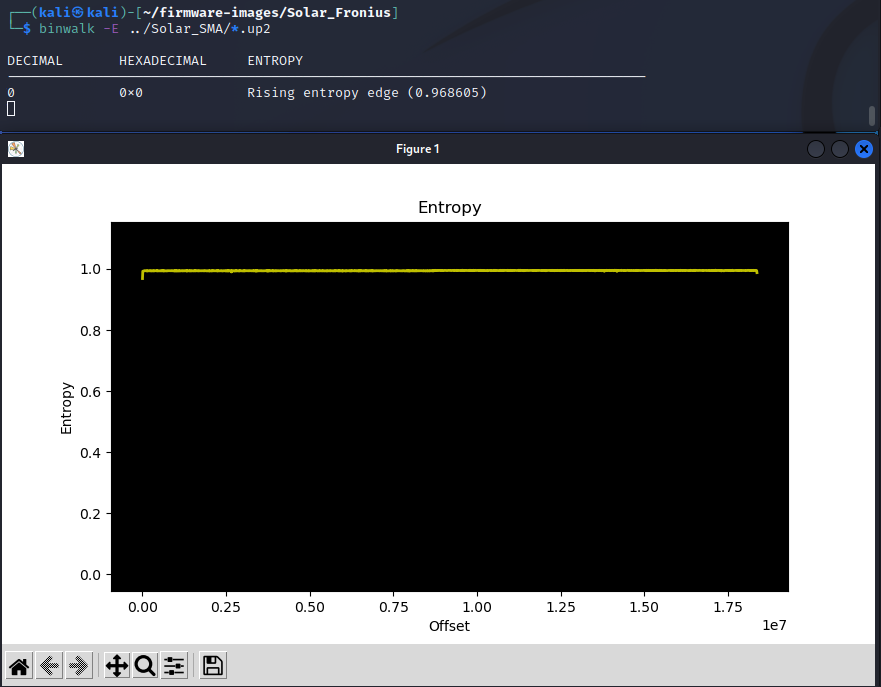 ┌──(kali㉿kali)-[~/firmware-images/Solar_Fronius]
└─$ binwalk -E ../Solar_SMA/*.up2
DECIMAL HEXADECIMAL ENTROPY
0 0×0 Rising entropy edge (0.968605)
Figure 1
Entropy
1.0
0.8
0.6
0.4
0.2
0.0
Entropy
0.00 0.25 0.50 0.75 1.00 1.25 1.50 1.75
Offset
1e7